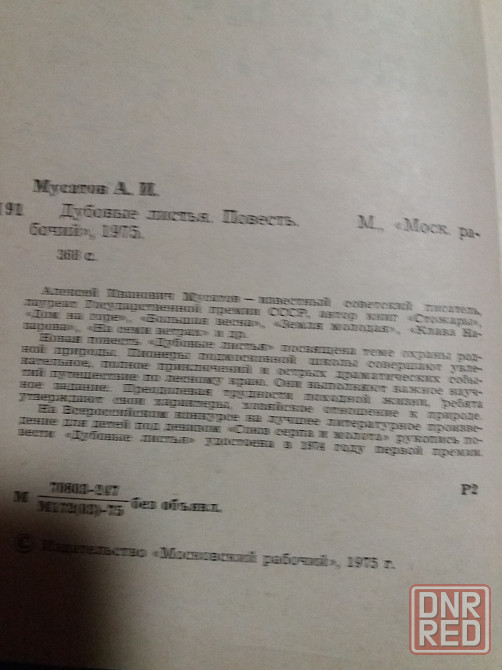 Мусатов А. И.
191 Дубовые листья. Повесть. М., «Моск. ра-
бочий», 1975.
368 с.
Алексей Иванович Мусатов — известный советский писатель,
лауреат Государственной премии СССР, автор книг «Стожары»,
«Дом на горе», «Большая весна», «Земля молодая», «Клава На-
зарова», «На семи ветрах» и др.
Новая повесть «Дубовые листья» посвящена теме охраны род-
ной природы. Пионеры подмосковной школы совершают увле-
кательное, полное приключений и острых драматических собы-
тий путешествие по лесному краю. Они выполняют важное науч-
ное задание. Преодолевая трудности походной жизни, ребята
утверждают свои характеры, хозяйское отношение к природе.
На Всероссийском конкурсе на лучшее литературное произве-
дение для детей под девизом «Союз серпа и молота» рукопись по-
вести «Дубовые листья» удостоена в 1974 году первой премии.
М 70803-247
М172(03)-75 без объявл. Р2
© Издательство «Московский рабочий», 1975 г.
DNR
RED